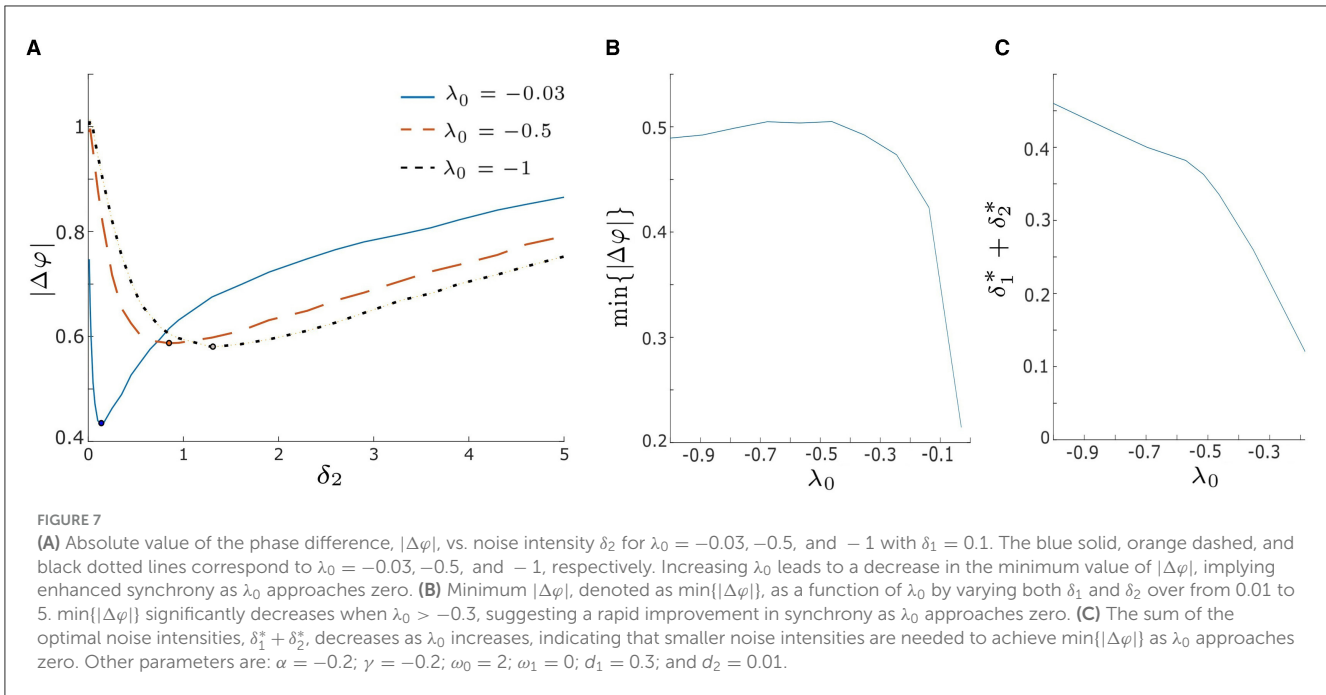 A
B
C
λ₀ = −0.03
λ₀ = −0.5
λ₀ = −1
1
0.8
0.6
0.4
|Δφ|
0 1 2 3 4 5
δ₂
0.5
0.4
0.3
0.2
min{|Δφ|}
-0.9 -0.7 -0.5 -0.3 -0.1
λ₀
0.4
0.3
0.2
0.1
0
δ₁* + δ₂*
-0.9 -0.7 -0.5 -0.3
λ₀
FIGURE 7
(A) Absolute value of the phase difference, |Δφ|, vs. noise intensity δ₂ for λ₀ = −0.03, −0.5, and − 1 with δ₁ = 0.1. The blue solid, orange dashed, and
black dotted lines correspond to λ₀ = −0.03, −0.5, and − 1, respectively. Increasing λ₀ leads to a decrease in the minimum value of |Δφ|, implying
enhanced synchrony as λ₀ approaches zero. (B) Minimum |Δφ|, denoted as min{|Δφ|}, as a function of λ₀ by varying both δ₁ and δ₂ over from 0.01 to
5. min{|Δφ|} significantly decreases when λ₀ > −0.3, suggesting a rapid improvement in synchrony as λ₀ approaches zero. (C) The sum of the
optimal noise intensities, δ₁* + δ₂*, decreases as λ₀ increases, indicating that smaller noise intensities are needed to achieve min{|Δφ|} as λ₀ approaches
zero. Other parameters are: α = −0.2; γ = −0.2; ω₀ = 2; ω₁ = 0; d₁ = 0.3; and d₂ = 0.01.